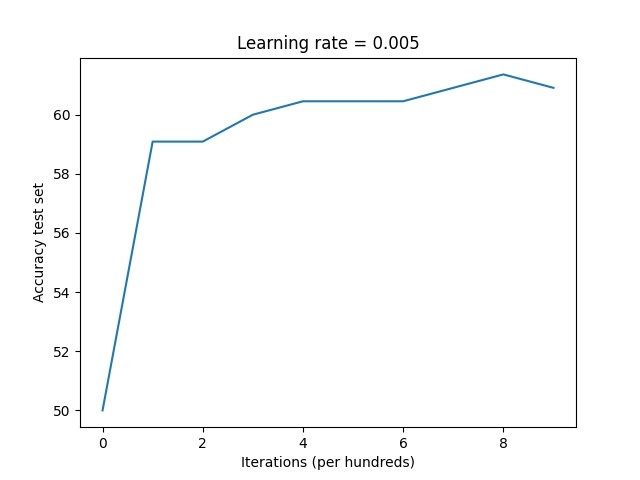 Learning rate = 0.005
Accuracy test set
60
58
56
54
52
50
0 2 4 6 8
Iterations (per hundreds)